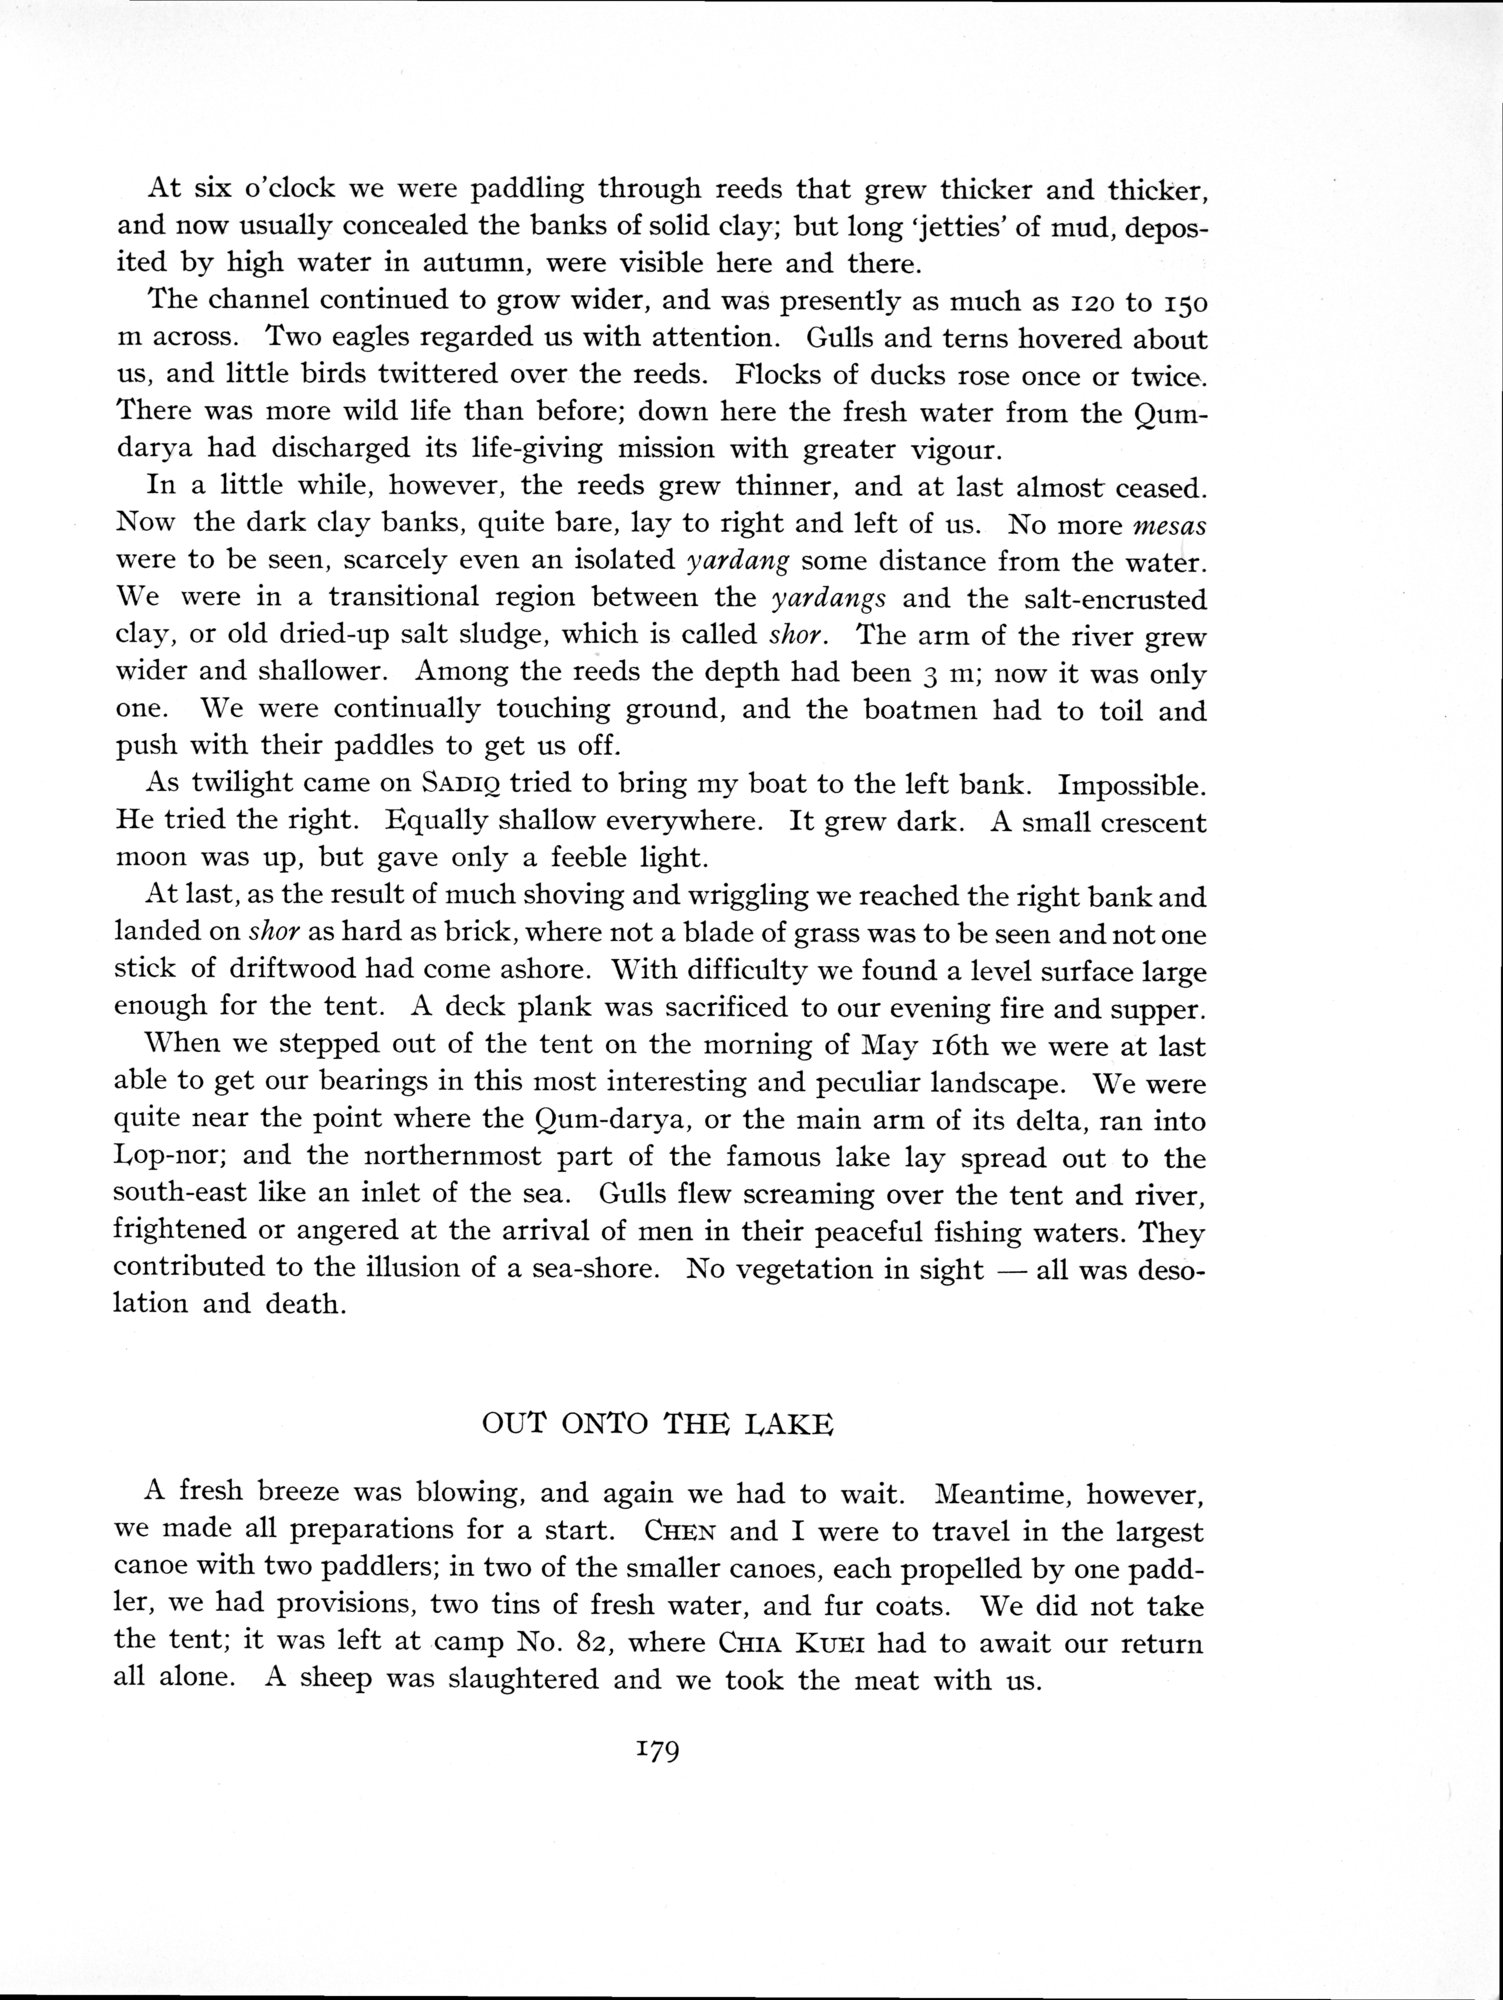 At six o'clock we were paddling through reeds that grew thicker and thicker,
and now usually concealed the banks of solid clay; but long ‘jetties’ of mud, depos-
ited by high water in autumn, were visible here and there.
The channel continued to grow wider, and was presently as much as 120 to 150
m across. Two eagles regarded us with attention. Gulls and terns hovered about
us, and little birds twittered over the reeds. Flocks of ducks rose once or twice.
There was more wild life than before; down here the fresh water from the Qum-
darya had discharged its life-giving mission with greater vigour.
In a little while, however, the reeds grew thinner, and at last almost ceased.
Now the dark clay banks, quite bare, lay to right and left of us. No more mesas
were to be seen, scarcely even an isolated yardang some distance from the water.
We were in a transitional region between the yardangs and the salt-encrusted
clay, or old dried-up salt sludge, which is called shor. The arm of the river grew
wider and shallower. Among the reeds the depth had been 3 m; now it was only
one. We were continually touching ground, and the boatmen had to toil and
push with their paddles to get us off.
As twilight came on SADIQ tried to bring my boat to the left bank. Impossible.
He tried the right. Equally shallow everywhere. It grew dark. A small crescent
moon was up, but gave only a feeble light.
At last, as the result of much shoving and wriggling we reached the right bank and
landed on shor as hard as brick, where not a blade of grass was to be seen and not one
stick of driftwood had come ashore. With difficulty we found a level surface large
enough for the tent. A deck plank was sacrificed to our evening fire and supper.
When we stepped out of the tent on the morning of May 16th we were at last
able to get our bearings in this most interesting and peculiar landscape. We were
quite near the point where the Qum-darya, or the main arm of its delta, ran into
Lop-nor; and the northernmost part of the famous lake lay spread out to the
south-east like an inlet of the sea. Gulls flew screaming over the tent and river,
frightened or angered at the arrival of men in their peaceful fishing waters. They
contributed to the illusion of a sea-shore. No vegetation in sight — all was deso-
lation and death.
OUT ONTO THE LAKE
A fresh breeze was blowing, and again we had to wait. Meantime, however,
we made all preparations for a start. CHEN and I were to travel in the largest
canoe with two paddlers; in two of the smaller canoes, each propelled by one padd-
ler, we had provisions, two tins of fresh water, and fur coats. We did not take
the tent; it was left at camp No. 82, where CHIA KUEI had to await our return
all alone. A sheep was slaughtered and we took the meat with us.
179